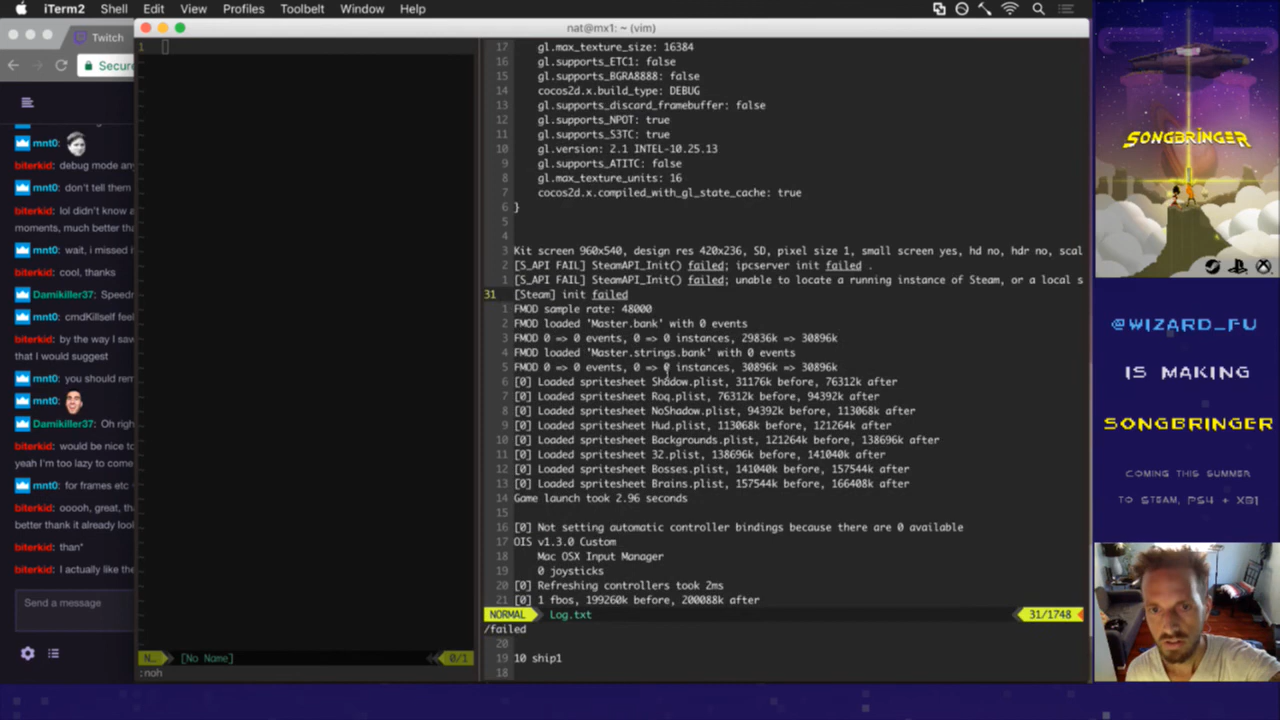 iTerm2 Shell Edit View Profiles Toolbelt Window Help
Twitch
Secure
nat@mx1: ~ (vim)
mnt0:
biterkid: debug mode any
mnt0: don't tell them
biterkid: lol didn't know a
moments, much better tha
mnt0: wait, i missed i
biterkid: cool, thanks
Damikiller37: Speedr
mnt0: cmdKillself feel
biterkid: by the way I saw
that I would suggest
mnt0: you should rem
mnt0:
Damikiller37: Oh righ
biterkid: would be nice to
yeah I'm too lazy to come
mnt0: for frames etc
biterkid: ooooh, great, tha
better thank it already look
biterkid: than*
biterkid: I actually like the
Send a message
1
N... [No Name] 0/1
:noh
17 gl.max_texture_size: 16384
16 gl.supports_ETC1: false
15 gl.supports_BGRA8888: false
14 cocos2d.x.build_type: DEBUG
13 gl.supports_discard_framebuffer: false
12 gl.supports_NPOT: true
11 gl.supports_S3TC: true
10 gl.version: 2.1 INTEL-10.25.13
9 gl.supports_ATITC: false
8 gl.max_texture_units: 16
7 cocos2d.x.compiled_with_gl_state_cache: true
6 }
5
4
3 Kit screen 960x540, design res 420x236, SD, pixel size 1, small screen yes, hd no, hdr no, scal
2 [S_API FAIL] SteamAPI_Init() failed; ipcserver init failed .
1 [S_API FAIL] SteamAPI_Init() failed; unable to locate a running instance of Steam, or a local s
31 [Steam] init failed
1 FMOD sample rate: 48000
2 FMOD loaded 'Master.bank' with 0 events
3 FMOD 0 => 0 events, 0 => 0 instances, 29836k => 30896k
4 FMOD loaded 'Master.strings.bank' with 0 events
5 FMOD 0 => 0 events, 0 => 0 instances, 30896k => 30896k
6 [0] Loaded spritesheet Shadow.plist, 31176k before, 76312k after
7 [0] Loaded spritesheet Roq.plist, 76312k before, 94392k after
8 [0] Loaded spritesheet NoShadow.plist, 94392k before, 113068k after
9 [0] Loaded spritesheet Hud.plist, 113068k before, 121264k after
10 [0] Loaded spritesheet Backgrounds.plist, 121264k before, 138696k after
11 [0] Loaded spritesheet 32.plist, 138696k before, 141040k after
12 [0] Loaded spritesheet Bosses.plist, 141040k before, 157544k after
13 [0] Loaded spritesheet Brains.plist, 157544k before, 166408k after
14 Game launch took 2.96 seconds
15
16 [0] Not setting automatic controller bindings because there are 0 available
17 OIS v1.3.0 Custom
18 Mac OSX Input Manager
19 0 joysticks
20 [0] Refreshing controllers took 2ms
21 [0] 1 fbos, 199260k before, 200088k after
NORMAL Log.txt 31/1748
/failed
20
19 10 ship1
18
SONGBRINGER
@WIZARD_FU
IS MAKING
SONGBRINGER
COMING THIS SUMMER
TO STEAM, PS4 + XB1